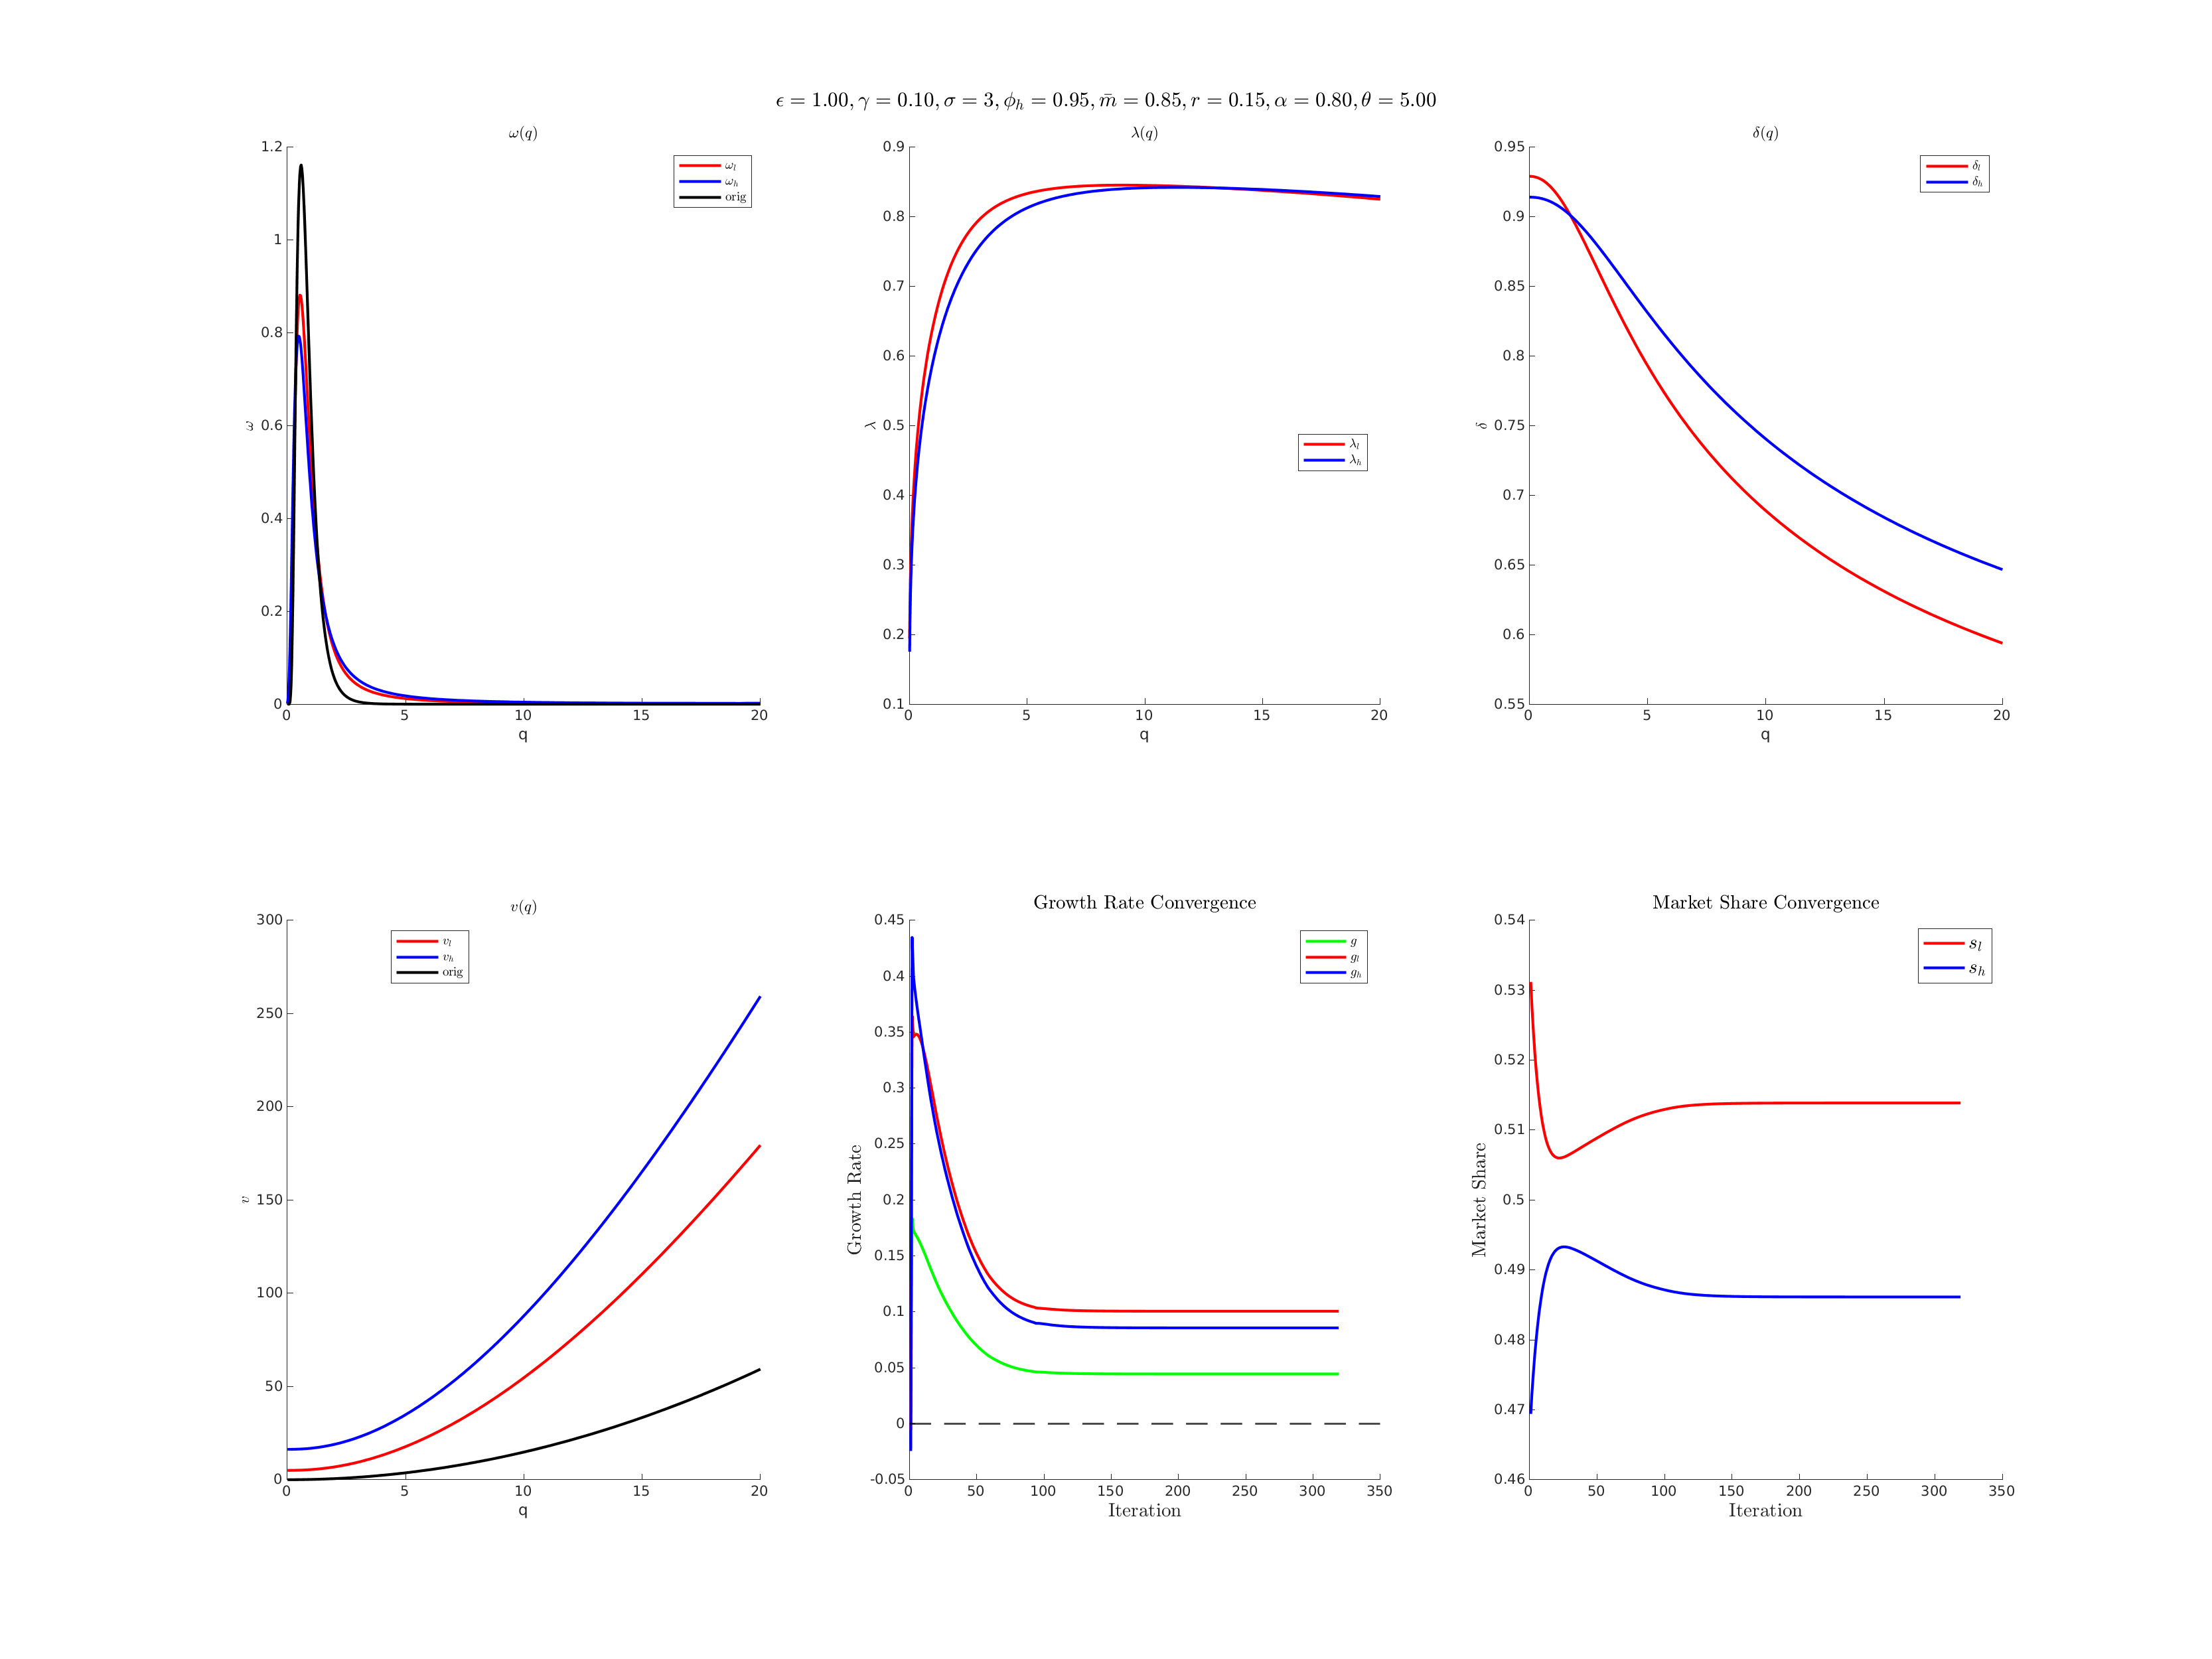 ϵ = 1.00, γ = 0.10, σ = 3, ϕ_h = 0.95, m̄ = 0.85, r = 0.15, α = 0.80, θ = 5.00
ω(q)
ω_l
ω_h
orig
1.2
1
0.8
0.6
0.4
0.2
0
ω
0 5 10 15 20
q
λ(q)
0.9
0.8
0.7
0.6
0.5
0.4
0.3
0.2
0.1
λ
λ_l
λ_h
0 5 10 15 20
q
δ(q)
δ_l
δ_h
0.95
0.9
0.85
0.8
0.75
0.7
0.65
0.6
0.55
δ
0 5 10 15 20
q
v(q)
v_l
v_h
orig
300
250
200
150
100
50
0
v
0 5 10 15 20
q
Growth Rate Convergence
g
g_l
g_h
0.45
0.4
0.35
0.3
0.25
0.2
0.15
0.1
0.05
0
-0.05
Growth Rate
0 50 100 150 200 250 300 350
Iteration
Market Share Convergence
s_l
s_h
0.54
0.53
0.52
0.51
0.5
0.49
0.48
0.47
0.46
Market Share
0 50 100 150 200 250 300 350
Iteration